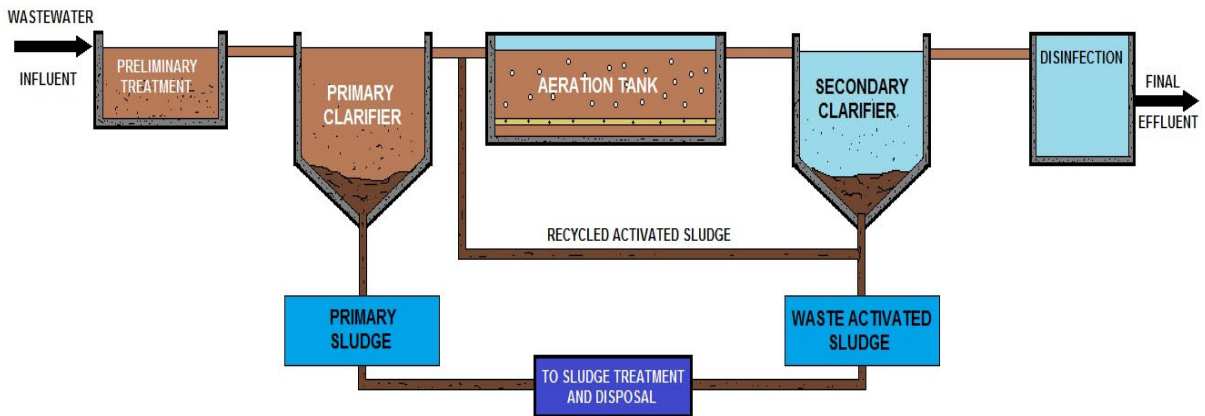 WASTEWATER
INFLUENT
PRELIMINARY
TREATMENT
PRIMARY
CLARIFIER
AERATION TANK
SECONDARY
CLARIFIER
DISINFECTION
FINAL
EFFLUENT
RECYCLED ACTIVATED SLUDGE
PRIMARY
SLUDGE
WASTE ACTIVATED
SLUDGE
TO SLUDGE TREATMENT
AND DISPOSAL